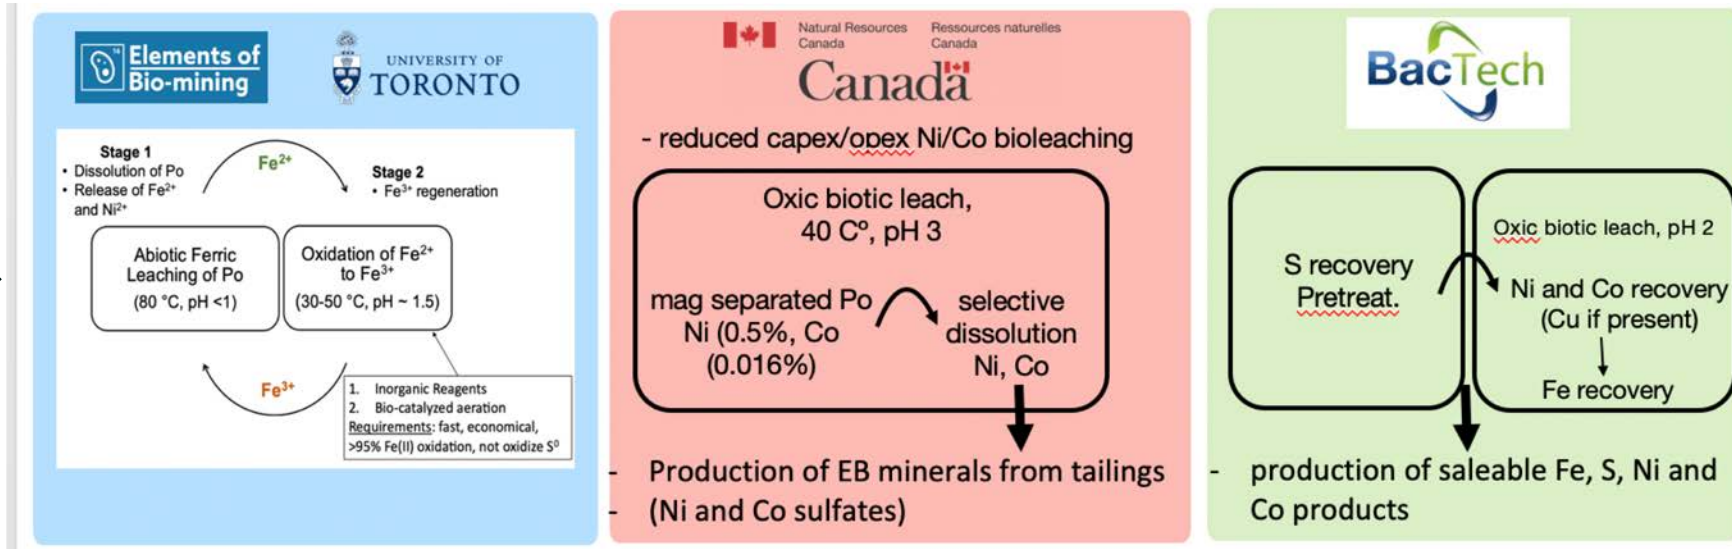 Elements of
Bio-mining
UNIVERSITY OF
TORONTO
Stage 1
• Dissolution of Po
• Release of Fe²⁺
and Ni²⁺
Fe²⁺
Stage 2
• Fe³⁺ regeneration
Abiotic Ferric
Leaching of Po
(80 °C, pH <1)
Oxidation of Fe²⁺
to Fe³⁺
(30-50 °C, pH ~ 1.5)
Fe³⁺
1. Inorganic Reagents
2. Bio-catalyzed aeration
Requirements: fast, economical,
>95% Fe(II) oxidation, not oxidize S⁰
Natural Resources
Canada
Ressources naturelles
Canada
Canada
- reduced capex/opex Ni/Co bioleaching
Oxic biotic leach,
40 Cº, pH 3
mag separated Po
Ni (0.5%, Co
(0.016%)
selective
dissolution
Ni, Co
- Production of EB minerals from tailings
- (Ni and Co sulfates)
BacTech
S recovery
Pretreat.
Oxic biotic leach, pH 2
Ni and Co recovery
(Cu if present)
Fe recovery
- production of saleable Fe, S, Ni and
Co products